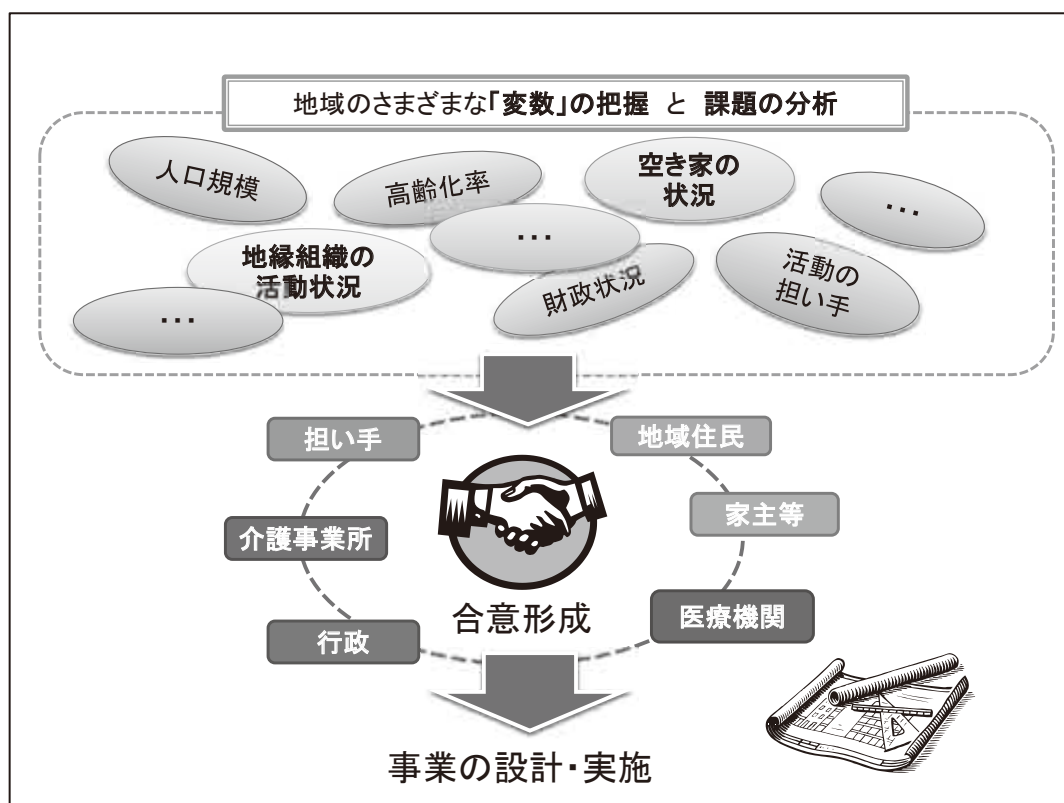 地域のさまざまな「変数」の把握 と 課題の分析
人口規模
高齢化率
空き家の
状況
…
地縁組織の
活動状況
…
財政状況
活動の
担い手
…
担い手
地域住民
介護事業所
家主等
行政
医療機関
合意形成
事業の設計・実施